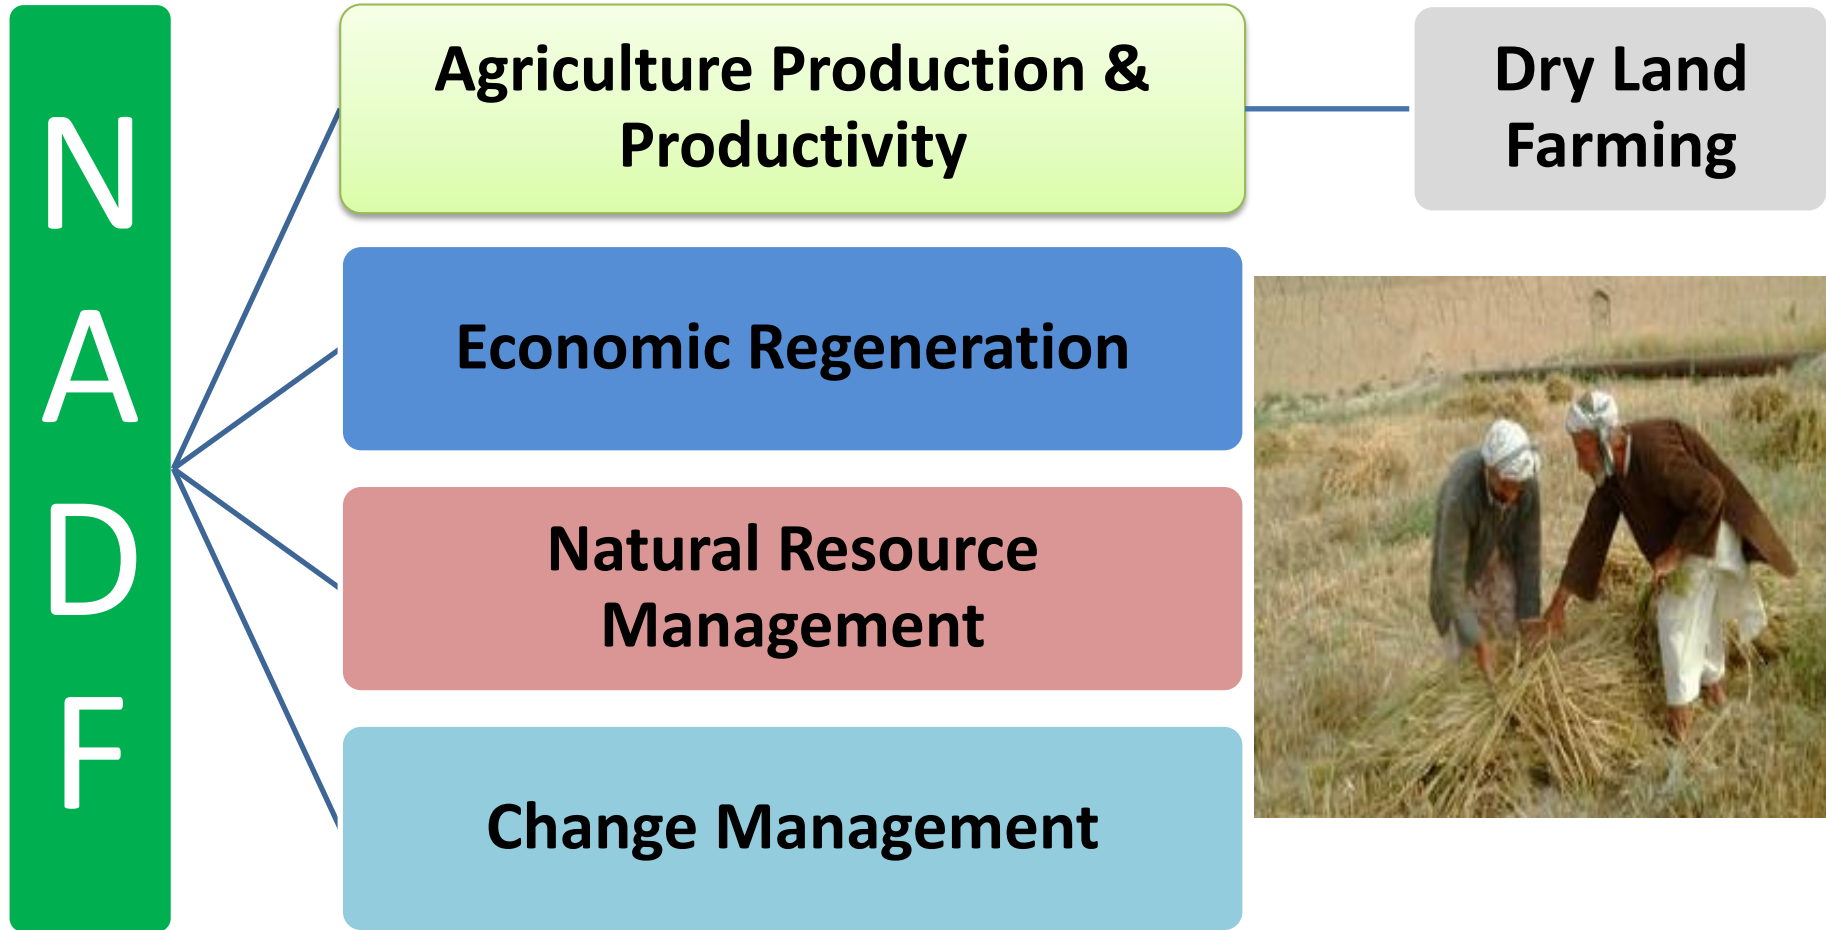 N
A
D
F
Agriculture Production &
Productivity
Dry Land
Farming
Economic Regeneration
Natural Resource
Management
Change Management